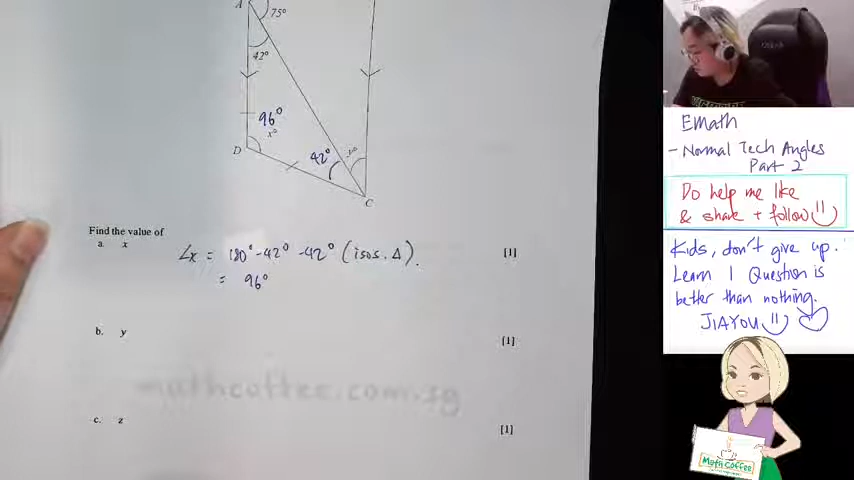 A
75°
42°
96°
x°
D
42°
C
Find the value of
a. x
∠x = 180° - 42° - 42° (isos. Δ).
= 96°
[1]
b. y
[1]
mathcoffee.com.sg
c. z
[1]
EMath
- Normal Tech Angles
Part 2
Do help me like
& share + follow
Kids, don't give up.
Learn 1 Question is
better than nothing.
JIAYOU
Math Coffee